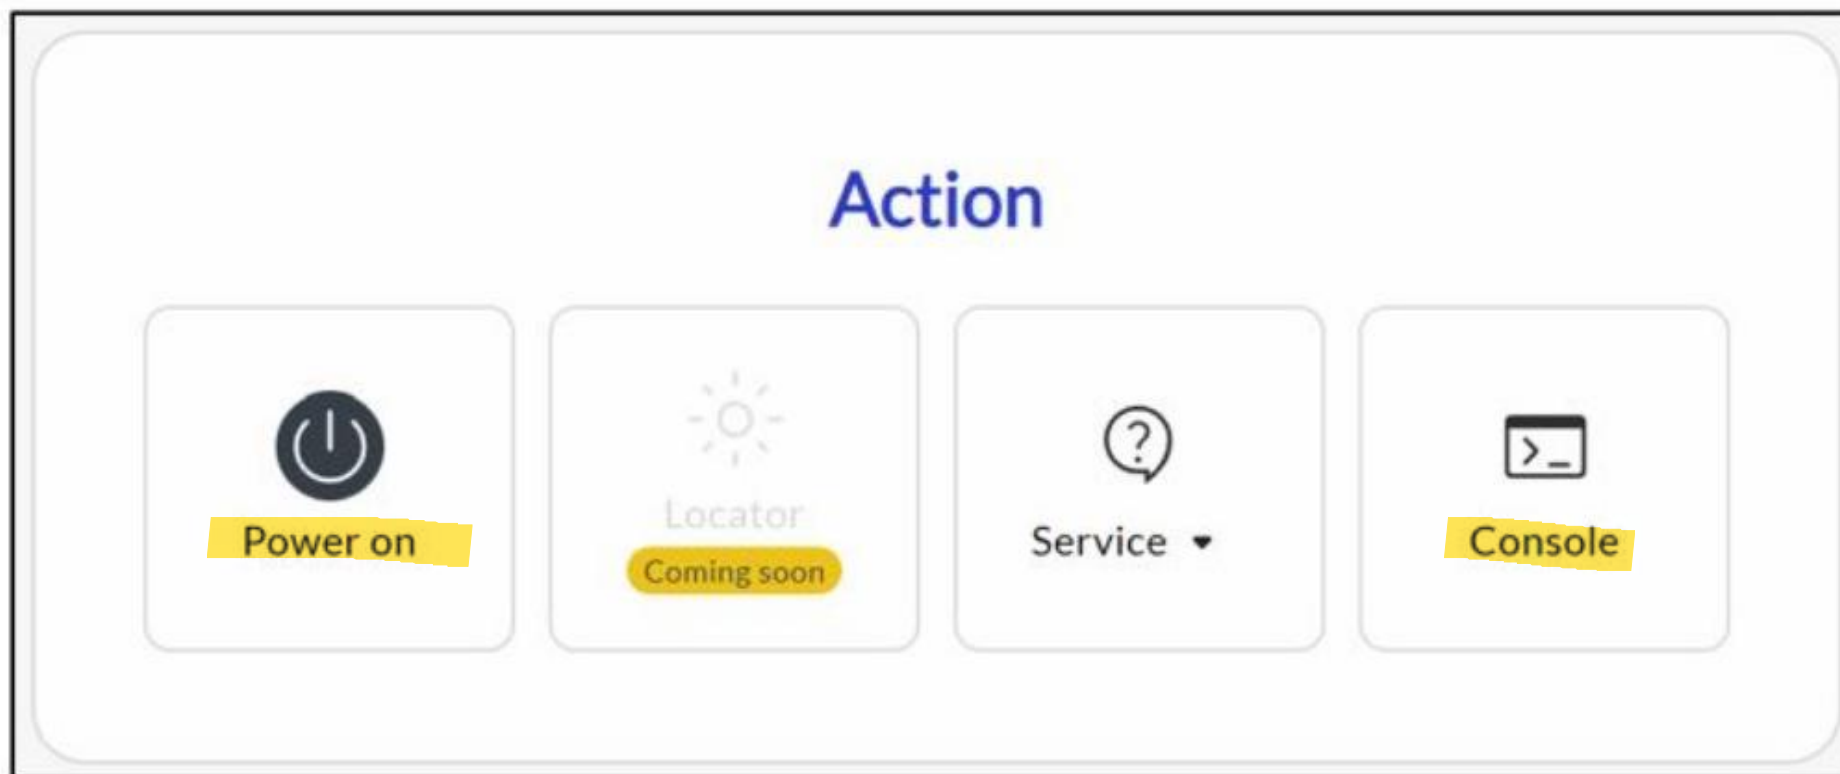 Action
Power on
Locator
Coming soon
Service
Console